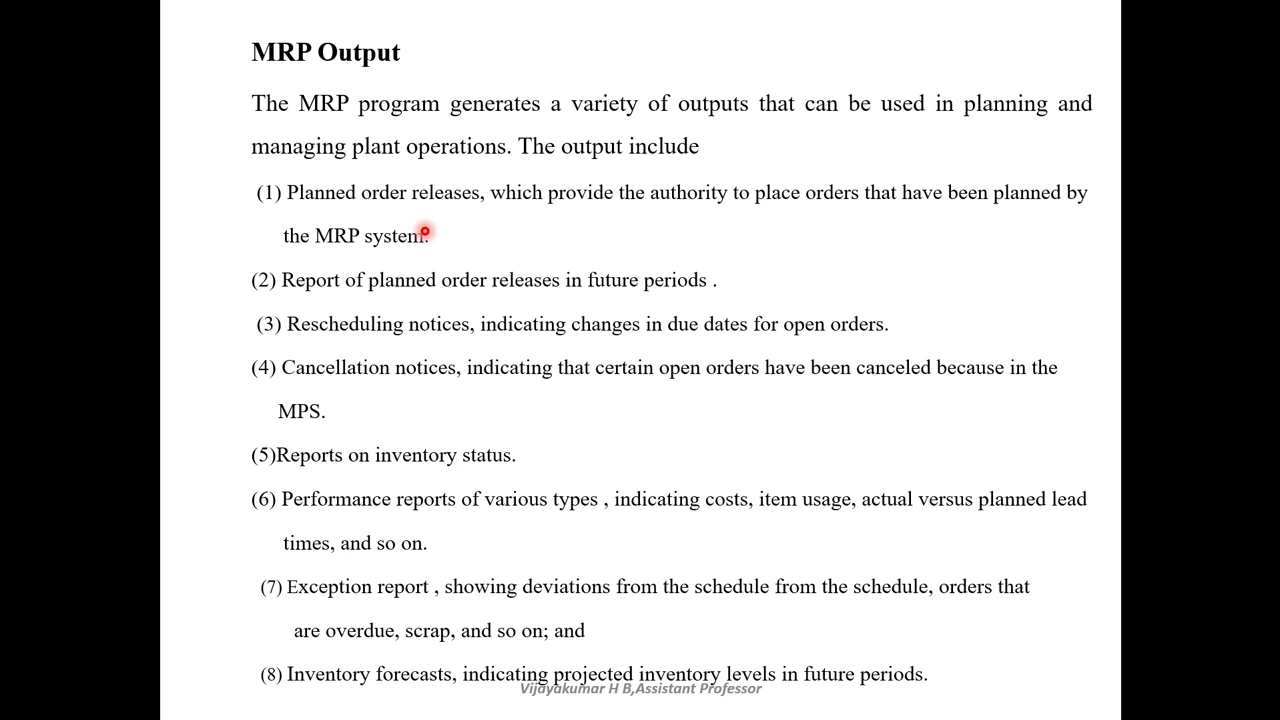 MRP Output
The MRP program generates a variety of outputs that can be used in planning and
managing plant operations. The output include
(1) Planned order releases, which provide the authority to place orders that have been planned by
the MRP system.
(2) Report of planned order releases in future periods .
(3) Rescheduling notices, indicating changes in due dates for open orders.
(4) Cancellation notices, indicating that certain open orders have been canceled because in the
MPS.
(5)Reports on inventory status.
(6) Performance reports of various types , indicating costs, item usage, actual versus planned lead
times, and so on.
(7) Exception report , showing deviations from the schedule from the schedule, orders that
are overdue, scrap, and so on; and
(8) Inventory forecasts, indicating projected inventory levels in future periods.
Vijayakumar H B,Assistant Professor